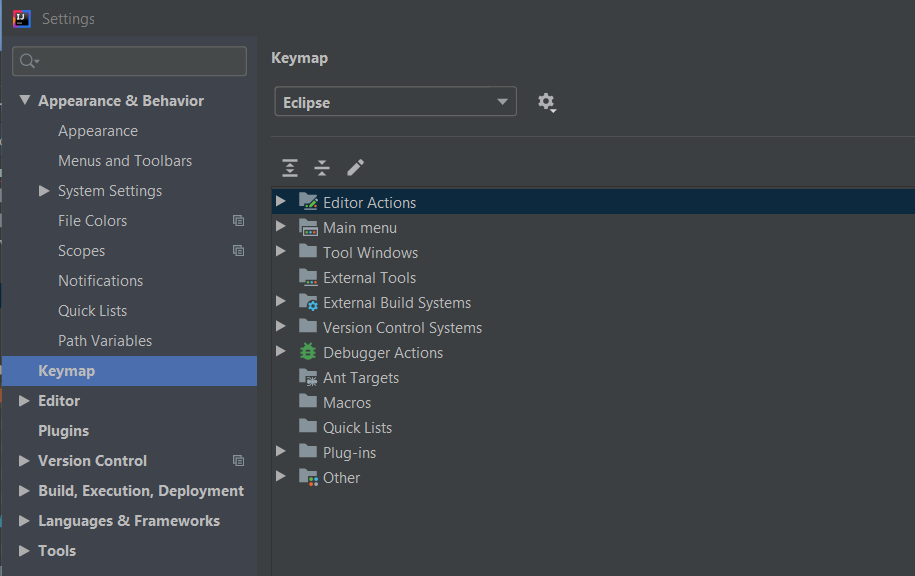 Settings
Appearance & Behavior
Appearance
Menus and Toolbars
System Settings
File Colors
Scopes
Notifications
Quick Lists
Path Variables
Keymap
Editor
Plugins
Version Control
Build, Execution, Deployment
Languages & Frameworks
Tools
Keymap
Eclipse
Editor Actions
Main menu
Tool Windows
External Tools
External Build Systems
Version Control Systems
Debugger Actions
Ant Targets
Macros
Quick Lists
Plug-ins
Other